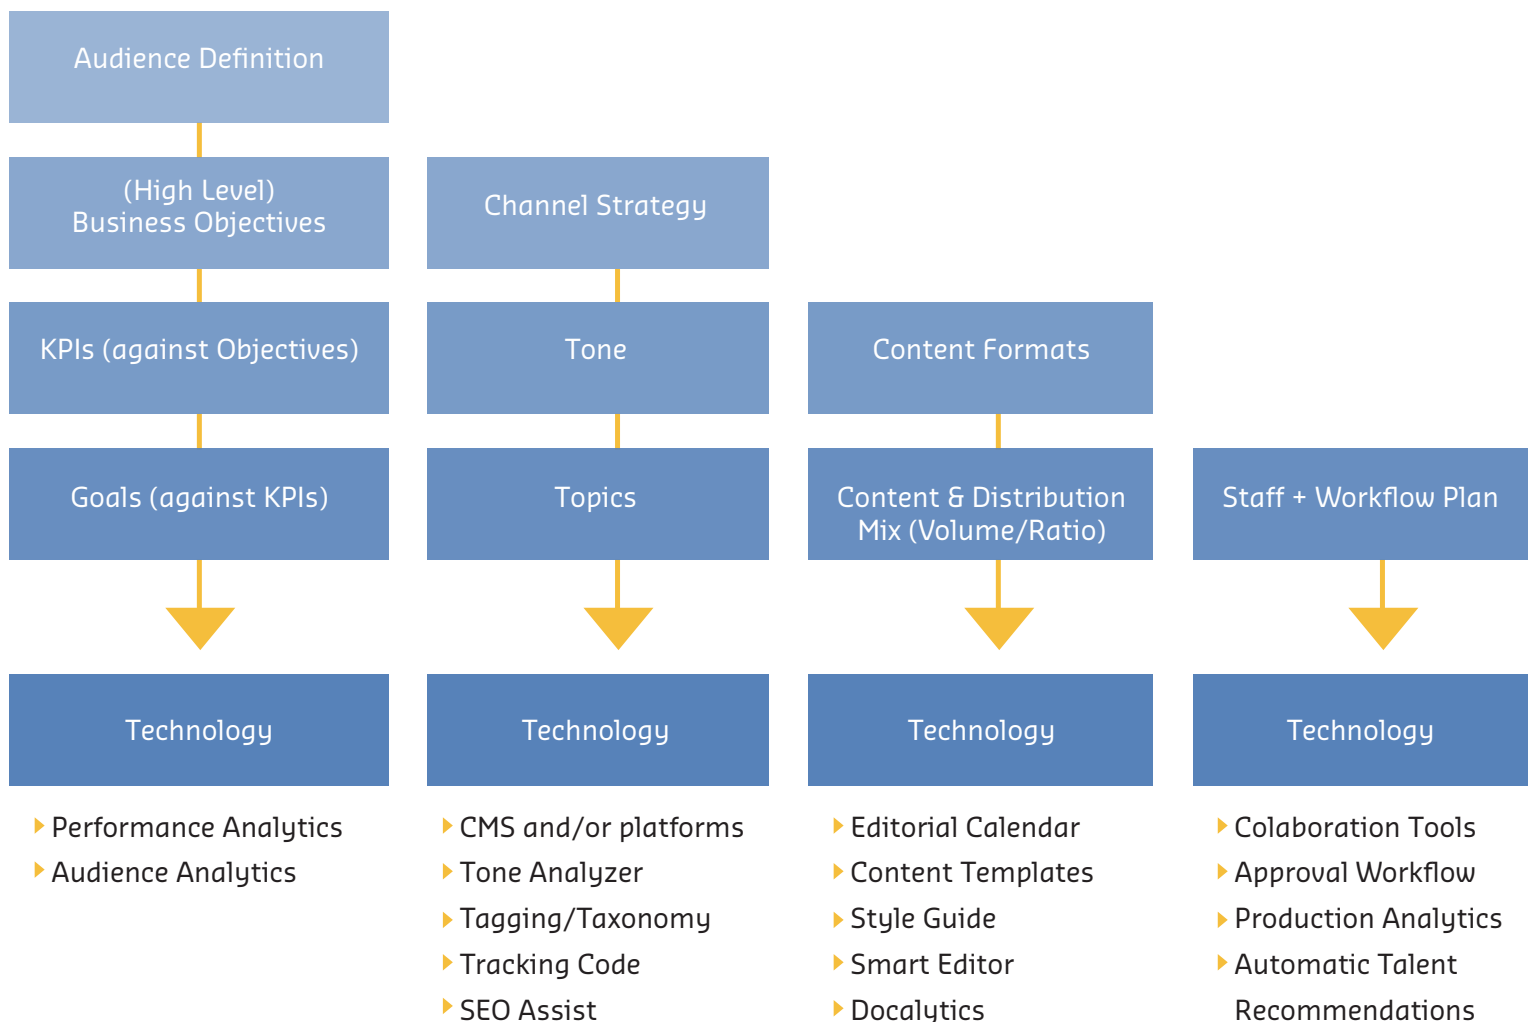 Audience Definition
(High Level)
Business Objectives
KPIs (against Objectives)
Goals (against KPIs)
Technology
Performance Analytics
Audience Analytics
Channel Strategy
Tone
Topics
Technology
CMS and/or platforms
Tone Analyzer
Tagging/Taxonomy
Tracking Code
SEO Assist
Content Formats
Content & Distribution
Mix (Volume/Ratio)
Technology
Editorial Calendar
Content Templates
Style Guide
Smart Editor
Docalytics
Staff + Workflow Plan
Technology
Colaboration Tools
Approval Workflow
Production Analytics
Automatic Talent
Recommendations